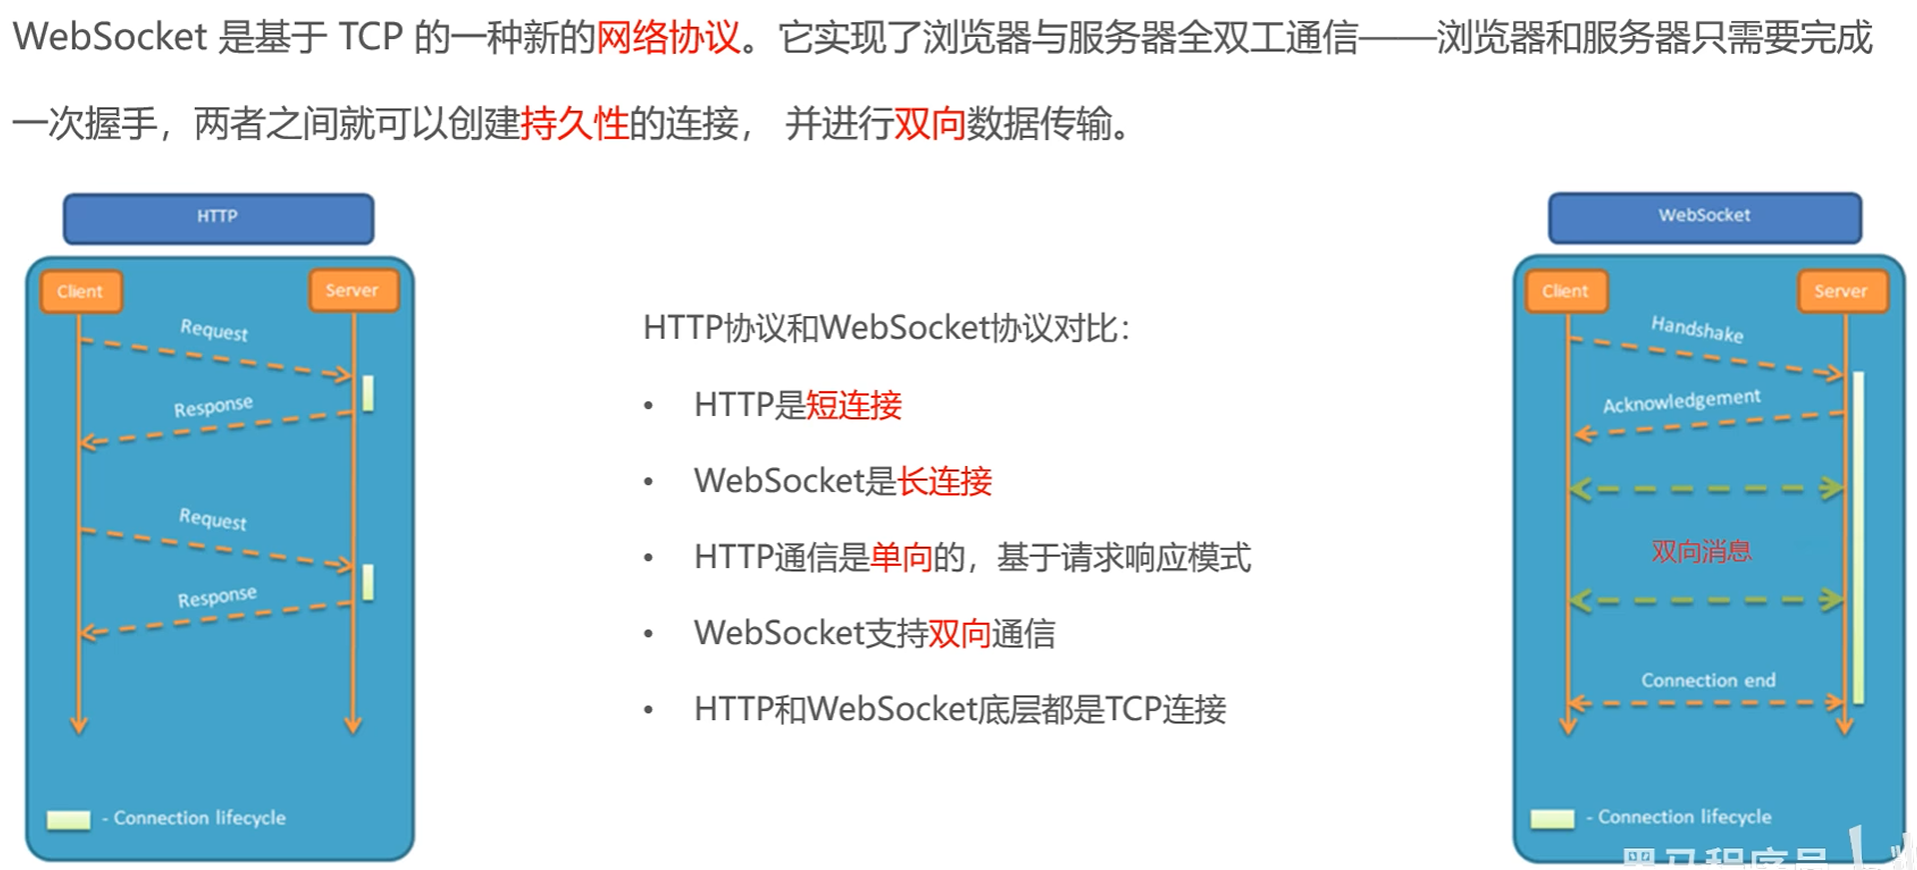 WebSocket 是基于 TCP 的一种新的网络协议。它实现了浏览器与服务器全双工通信——浏览器和服务器只需要完成
一次握手，两者之间就可以创建持久性的连接， 并进行双向数据传输。
HTTP
Client
Server
Request
Response
Request
Response
- Connection lifecycle
HTTP协议和WebSocket协议对比：
• HTTP是短连接
• WebSocket是长连接
• HTTP通信是单向的，基于请求响应模式
• WebSocket支持双向通信
• HTTP和WebSocket底层都是TCP连接
WebSocket
Client
Server
Handshake
Acknowledgement
双向消息
Connection end
- Connection lifecycle
黑马程序员